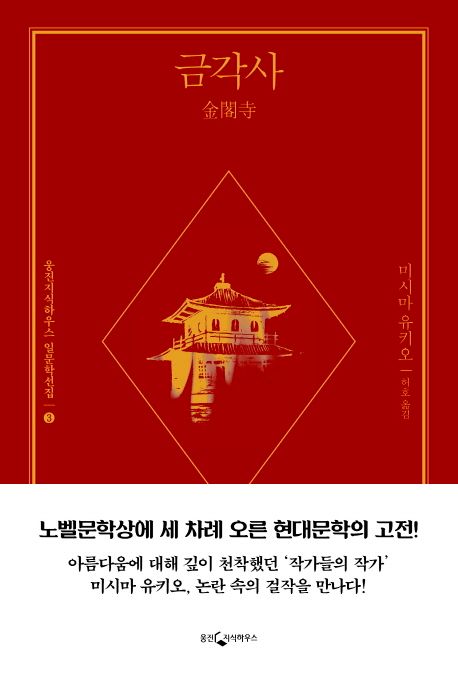 금각사
金閣寺
웅진지식하우스 일문학선집 3
미시마 유키오 | 허호 옮김
노벨문학상에 세 차례 오른 현대문학의 고전!
아름다움에 대해 깊이 천착했던 ‘작가들의 작가’
미시마 유키오, 논란 속의 걸작을 만나다!
웅진 지식하우스